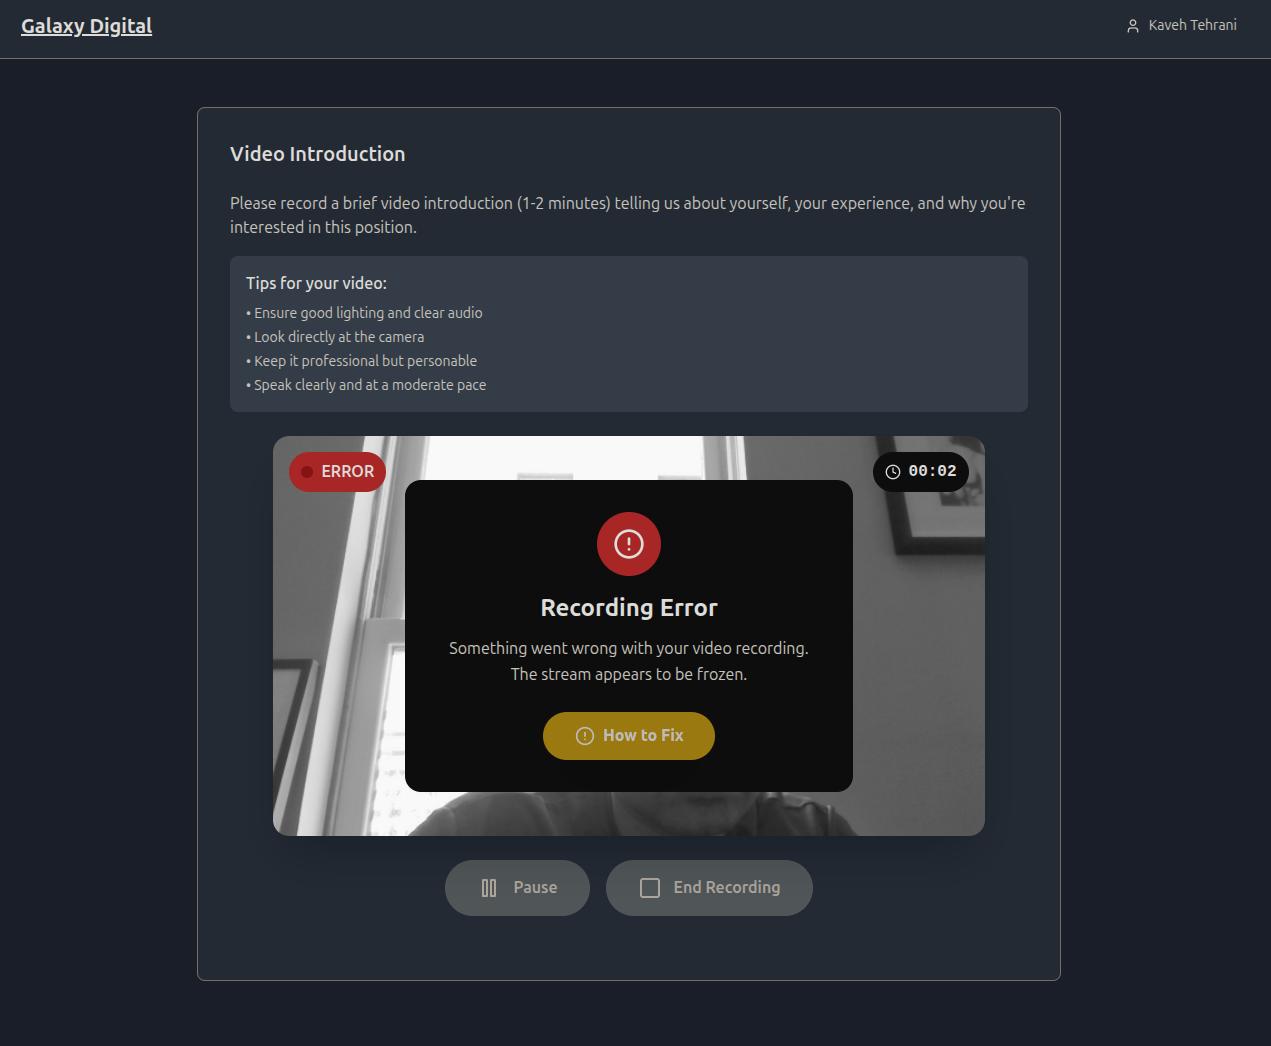 Galaxy Digital
Kaveh Tehrani
Video Introduction
Please record a brief video introduction (1-2 minutes) telling us about yourself, your experience, and why you're
interested in this position.
Tips for your video:
• Ensure good lighting and clear audio
• Look directly at the camera
• Keep it professional but personable
• Speak clearly and at a moderate pace
ERROR
00:02
Recording Error
Something went wrong with your video recording.
The stream appears to be frozen.
How to Fix
Pause
End Recording